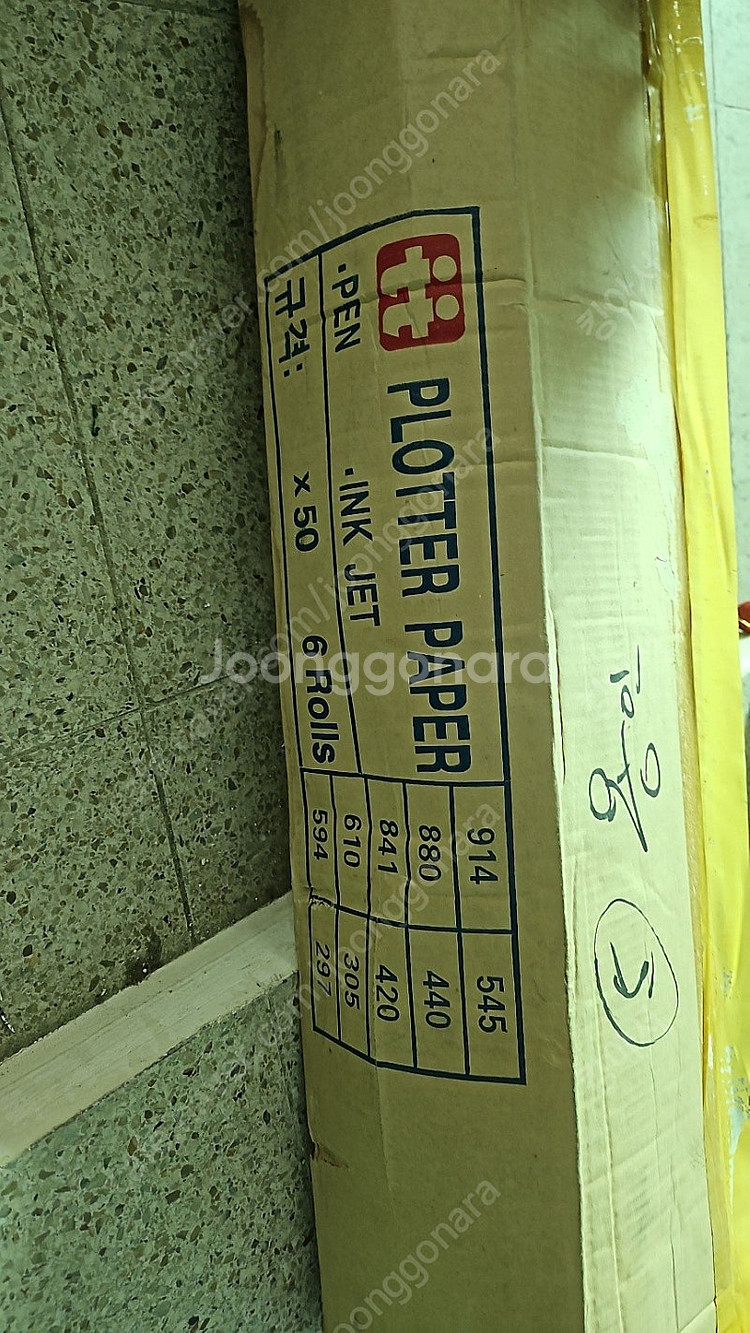 PLOTTER PAPER
·PEN ·INK JET
규격: x 50 6 Rolls
914 545
880 440
841 420
610 305
594 297
Joonggonara